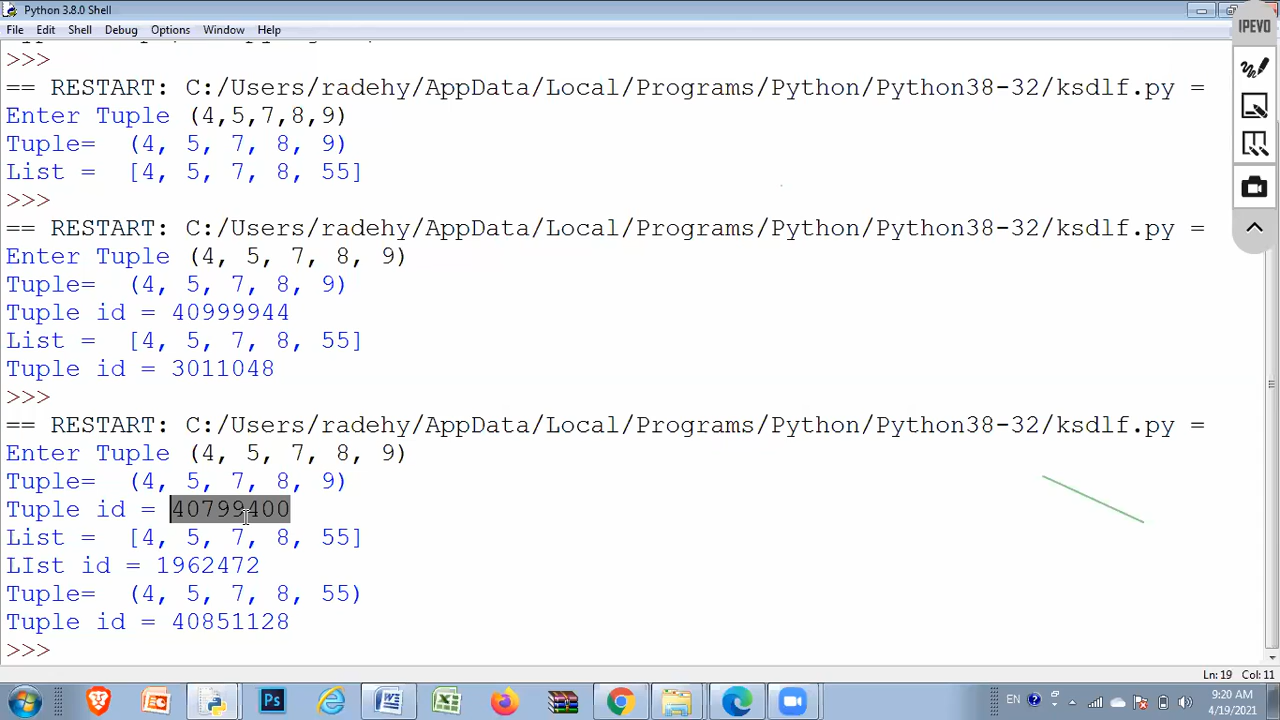 Python 3.8.0 Shell
File Edit Shell Debug Options Window Help
>>>
== RESTART: C:/Users/radehy/AppData/Local/Programs/Python/Python38-32/ksdlf.py =
Enter Tuple (4,5,7,8,9)
Tuple= (4, 5, 7, 8, 9)
List = [4, 5, 7, 8, 55]
>>>
== RESTART: C:/Users/radehy/AppData/Local/Programs/Python/Python38-32/ksdlf.py =
Enter Tuple (4, 5, 7, 8, 9)
Tuple= (4, 5, 7, 8, 9)
Tuple id = 40999944
List = [4, 5, 7, 8, 55]
Tuple id = 3011048
>>>
== RESTART: C:/Users/radehy/AppData/Local/Programs/Python/Python38-32/ksdlf.py =
Enter Tuple (4, 5, 7, 8, 9)
Tuple= (4, 5, 7, 8, 9)
Tuple id = 40799400
List = [4, 5, 7, 8, 55]
LIst id = 1962472
Tuple= (4, 5, 7, 8, 55)
Tuple id = 40851128
>>>
IPEVO
Ln: 19 Col: 11
Ps
EN
9:20 AM
4/19/2021